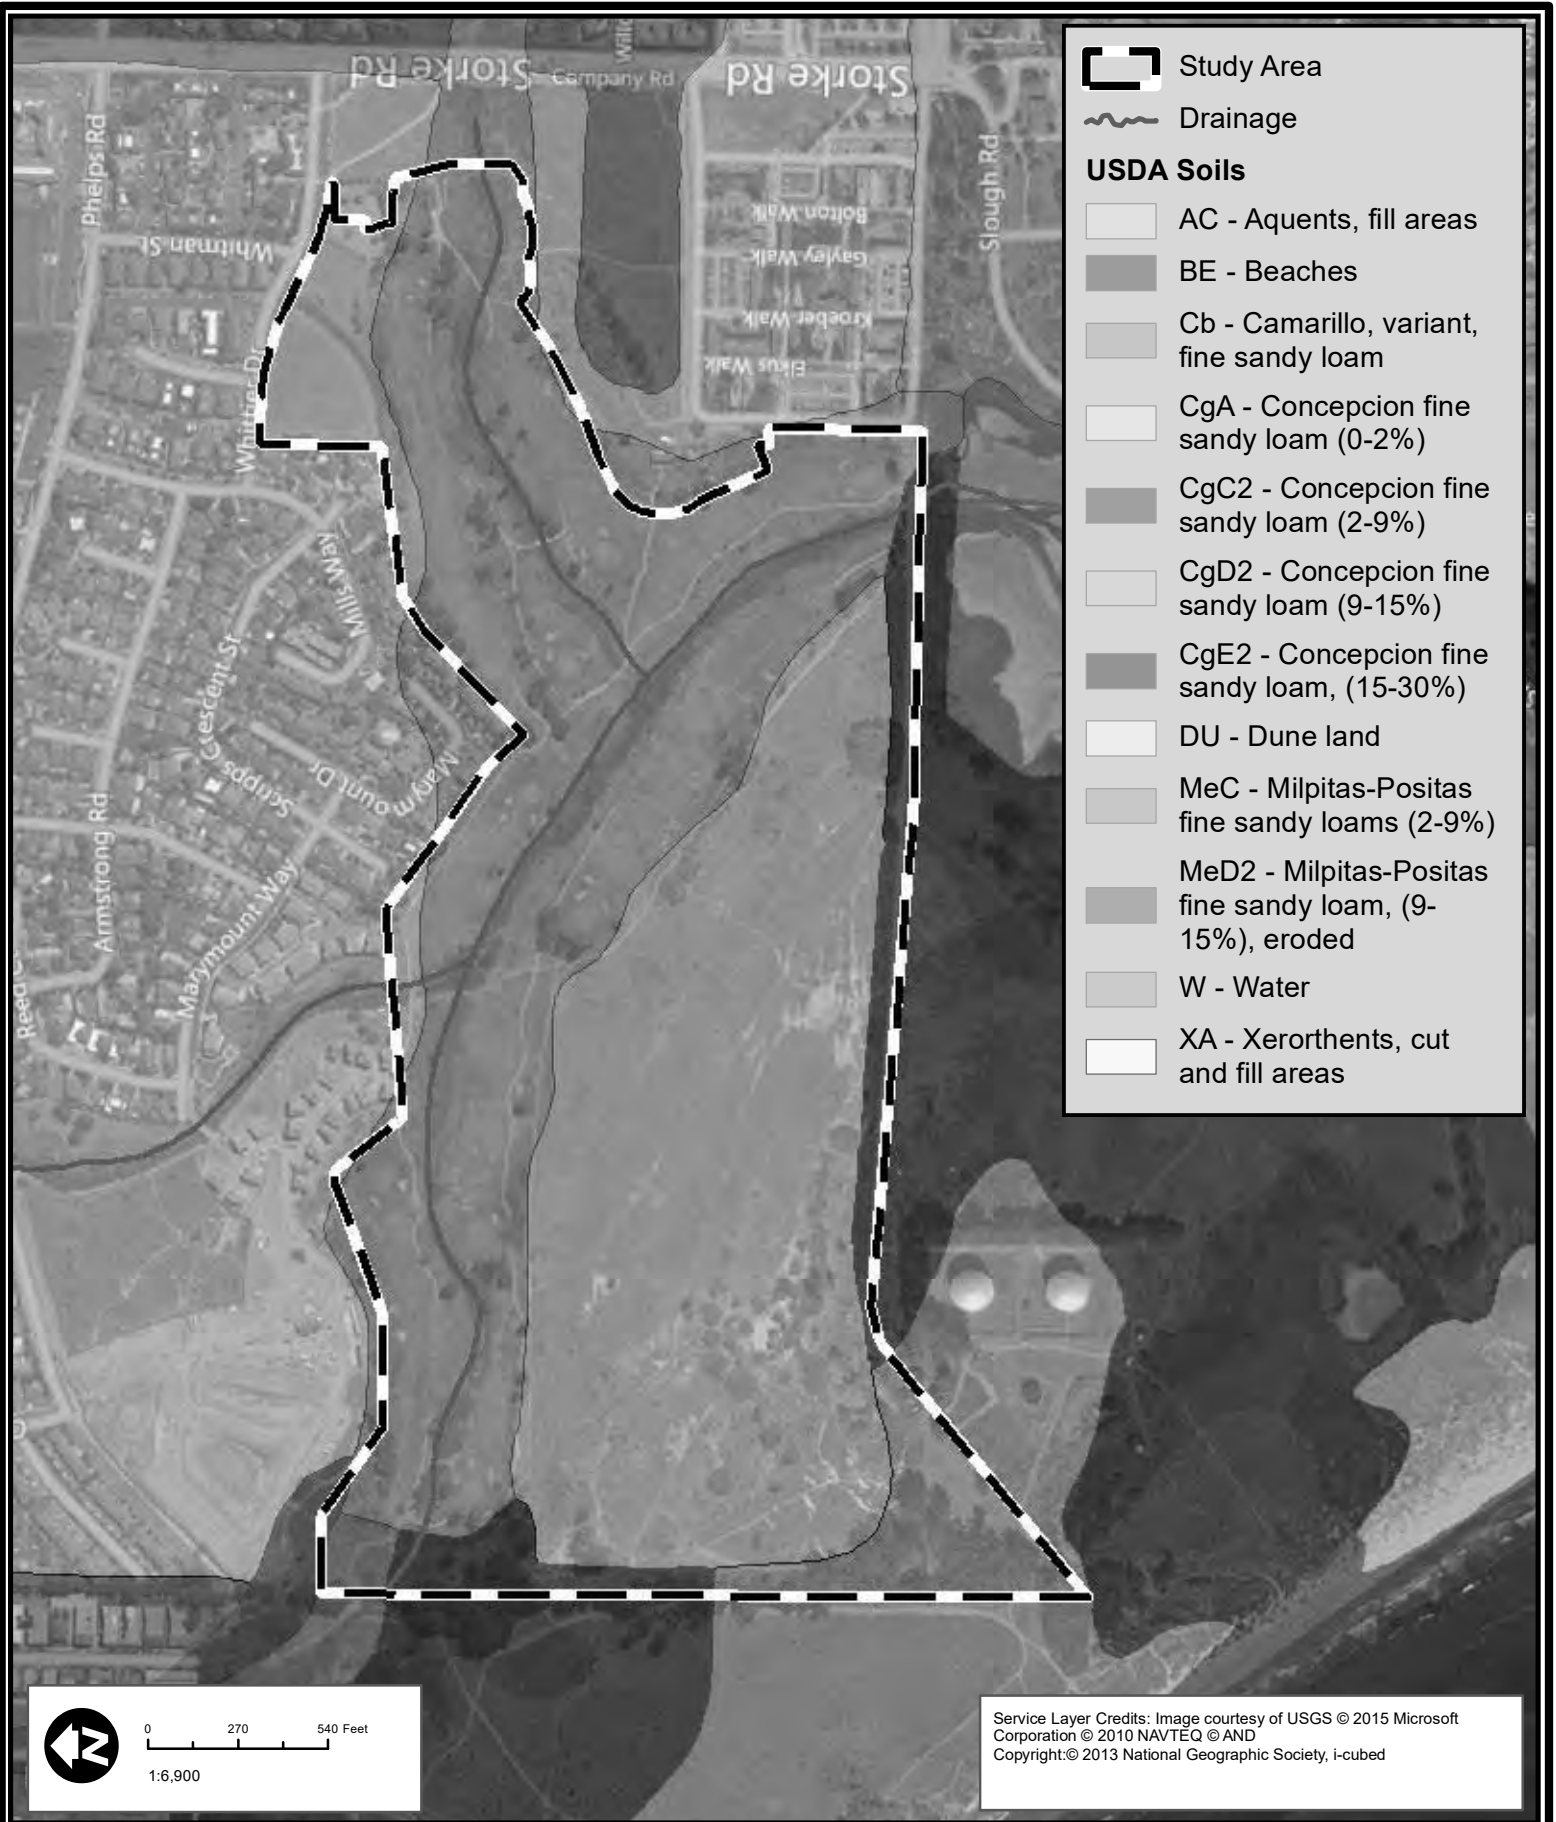 Storke Rd
Company Rd
Storke Rd
Phelps Rd
Slough Rd
Whitman St
Bolton Walk
Gayley Walk
Kroeber Walk
Elkus Walk
Whittier Dr
Mills Way
Scripps Crescent St
Marymount Dr
Armstrong Rd
Marymount Way
Study Area
Drainage
USDA Soils
AC - Aquents, fill areas
BE - Beaches
Cb - Camarillo, variant,
fine sandy loam
CgA - Concepcion fine
sandy loam (0-2%)
CgC2 - Concepcion fine
sandy loam (2-9%)
CgD2 - Concepcion fine
sandy loam (9-15%)
CgE2 - Concepcion fine
sandy loam, (15-30%)
DU - Dune land
MeC - Milpitas-Positas
fine sandy loams (2-9%)
MeD2 - Milpitas-Positas
fine sandy loam, (9-
15%), eroded
W - Water
XA - Xerorthents, cut
and fill areas
N
0 270 540 Feet
1:6,900
Service Layer Credits: Image courtesy of USGS © 2015 Microsoft
Corporation © 2010 NAVTEQ © AND
Copyright:© 2013 National Geographic Society, i-cubed